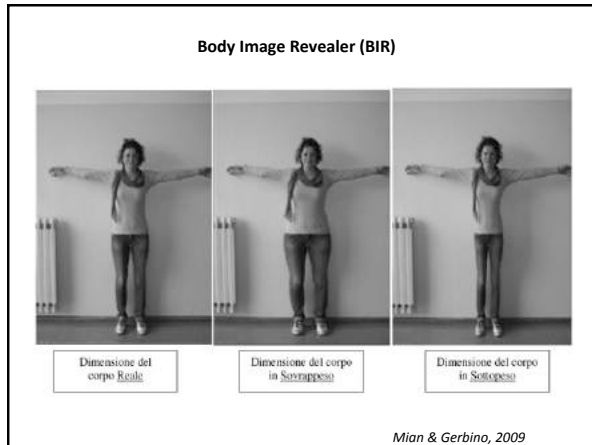 Body Image Revealer (BIR)
Dimensione del
corpo Reale
Dimensione del corpo
in Sovrappeso
Dimensione del corpo
in Sottopeso
Mian & Gerbino, 2009